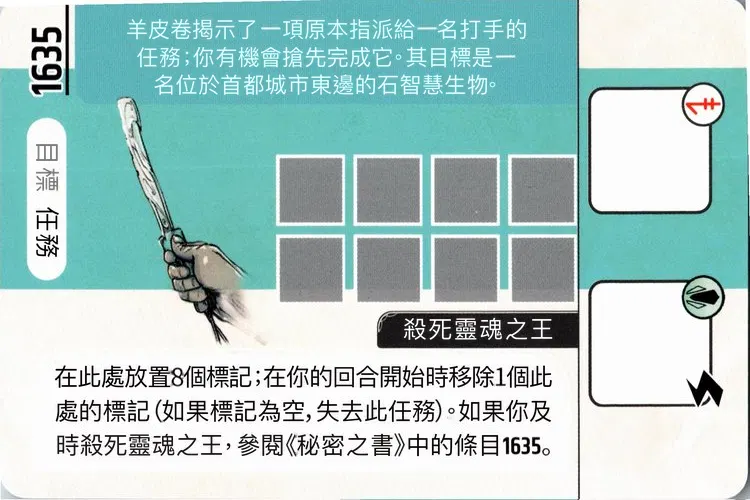 1635
羊皮卷揭示了一項原本指派給一名打手的
任務；你有機會搶先完成它。其目標是一
名位於首都城市東邊的石智慧生物。
目標 任務
殺死靈魂之王
在此處放置8個標記；在你的回合開始時移除1個此
處的標記（如果標記為空，失去此任務）。如果你及
時殺死靈魂之王，參閱《秘密之書》中的條目1635。